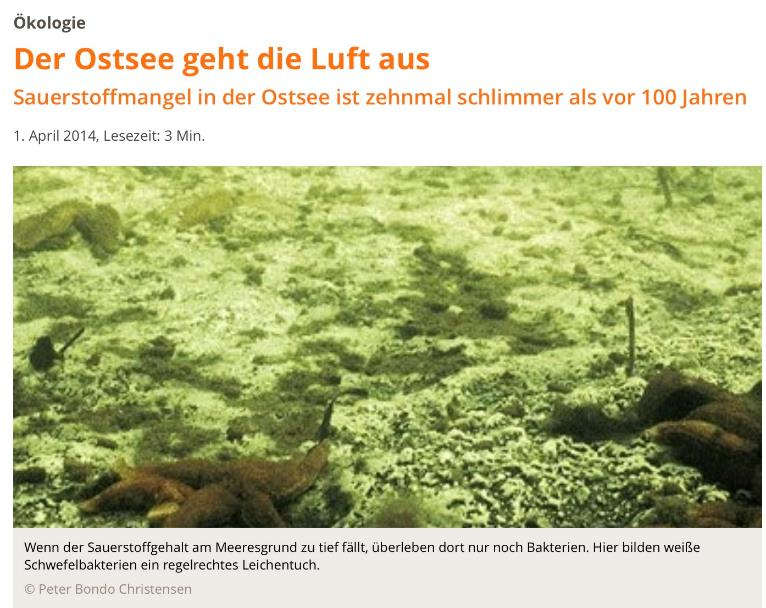 Ökologie
Der Ostsee geht die Luft aus
Sauerstoffmangel in der Ostsee ist zehnmal schlimmer als vor 100 Jahren
1. April 2014, Lesezeit: 3 Min.
Wenn der Sauerstoffgehalt am Meeresgrund zu tief fällt, überleben dort nur noch Bakterien. Hier bilden weiße
Schwefelbakterien ein regelrechtes Leichentuch.
© Peter Bondo Christensen